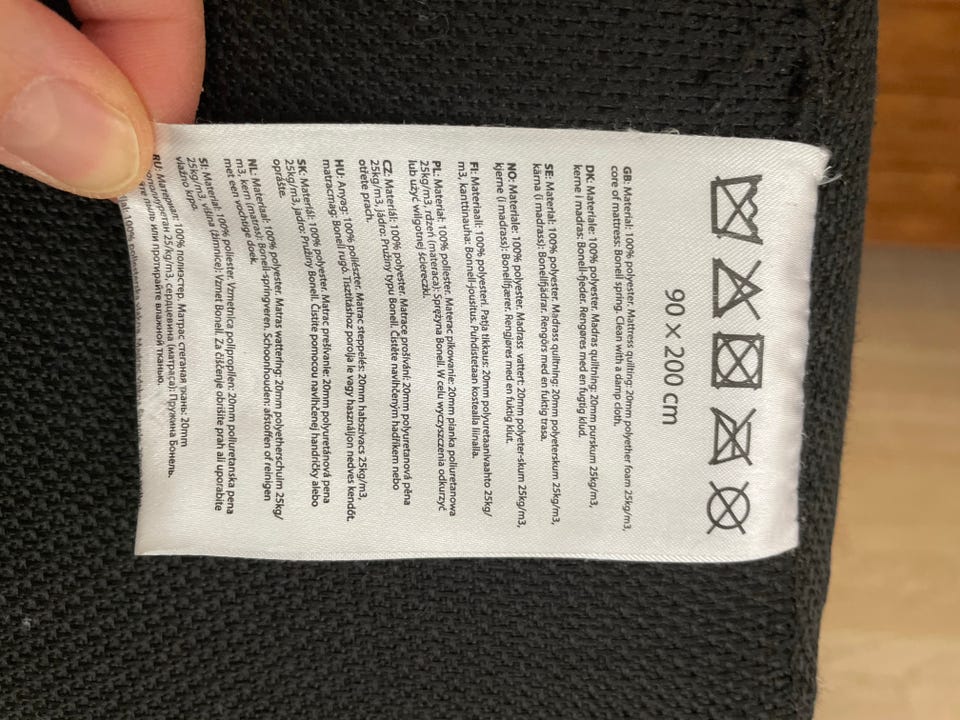 90 × 200 cm
GB: Material: 100% polyester. Mattress quilting: 20mm polyether foam 25kg/m3,
core of mattress: Bonell spring. Clean with a damp cloth.
DK: Materiale: 100% polyester. Madras quiltning: 20mm purskum 25kg/m3,
kerne i madras: Bonell-fjeder. Rengøres med en fugtig klud.
SE: Material: 100% polyester. Madrass quiltning: 20mm polyeterskum 25kg/m3,
kärna (i madrass): Bonellfjädrar. Rengörs med en fuktig trasa.
NO: Materiale: 100% polyester. Madrass vattert: 20mm polyeter-skum 25kg/m3,
kjerne (i madrass): Bonellfjærer. Rengjøres med en fuktig klut.
FI: Materiaali: 100% polyesteri. Patja tikkaus: 20mm polyuretaanivaahto 25kg/
m3, kanttinauha: Bonnell-jousitus. Puhdistetaan kostealla liinalla.
PL: Materiał: 100% poliester. Materac pikowanie: 20mm pianka poliuretanowa
25kg/m3, rdzeń (materaca): Sprężyna Bonell. W celu wyczyszczenia odkurzyć
lub użyć wilgotnej ściereczki.
CZ: Materiál: 100% polyester. Matrace prošívání: 20mm polyuretanová pěna
25kg/m3, jádro: Pružiny typu Bonell. Čistěte navlhčeným hadříkem nebo
otřete prach.
HU: Anyag: 100% poliészter. Matrac steppelés: 20mm habszivacs 25kg/m3,
matracmag: Bonell rugó. Tisztításhoz porolja le vagy használjon nedves kendőt.
SK: Materiál: 100% polyester. Matrac prešívanie: 20mm polyuretánová pena
25kg/m3, jadro: Pružiny Bonell. Čistite pomocou navlhčenej handričky alebo
oprášte.
NL: Materiaal: 100% polyester. Matras wattering: 20mm polyetherschuim 25kg/
m3, kern (matras): Bonell-springveren. Schoonhouden: afstoffen of reinigen
met een vochtige doek.
SI: Material: 100% poliester. Vzmetnica polipropilen: 20mm poliuretanska pena
25kg/m3, sredina (žimnice): Vzmet Bonell. Za čiščenje obrišite prah ali uporabite
vlažno krpo.
RU: Материал: 100% полиэстер. Матрас стеганая ткань: 20mm
25kg/m3, сердцевина (матраса): Пружина Бонель.
пыль или протирайте влажной тканью.